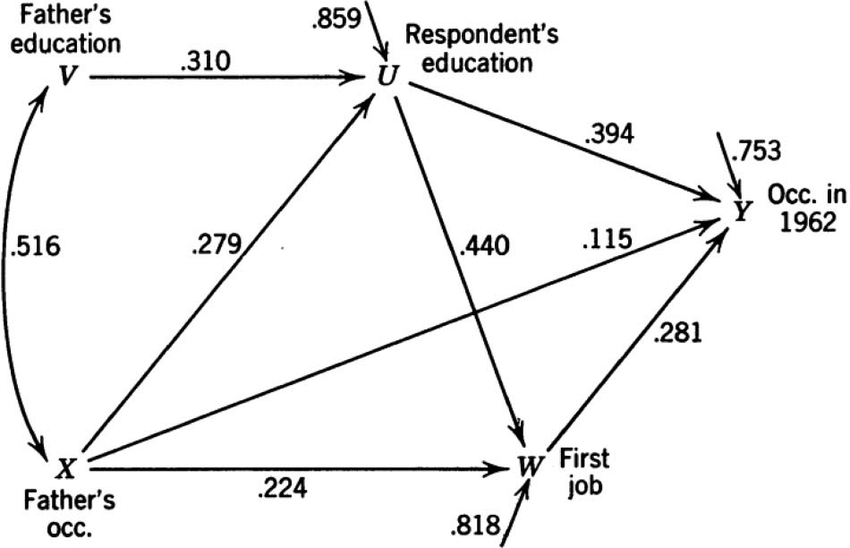 Father's
education
V
.310
.859
U
Respondent's
education
.394
.753
Y
Occ. in
1962
.516
.279
.440
.115
.281
X
Father's
occ.
.224
W
First
job
.818